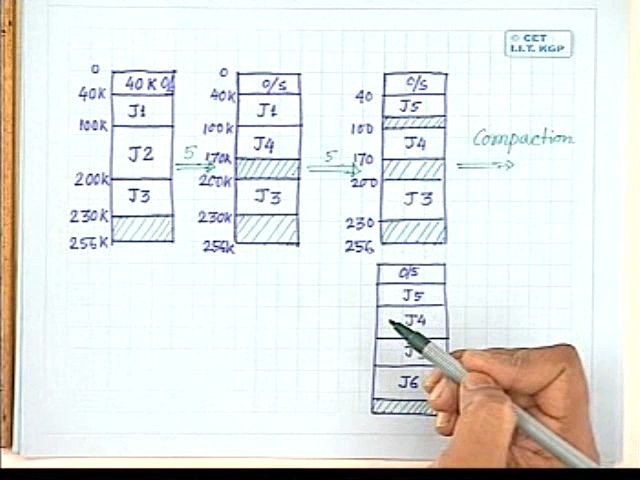 © CET
I.I.T. KGP
0
40K
100K
200K
230K
256K
40K O/S
J1
J2
J3
5
0
40K
100K
170K
200K
230K
256K
O/S
J1
J4
J3
5
40
100
170
200
230
256
O/S
J5
J4
J3
Compaction
O/S
J5
J4
J6